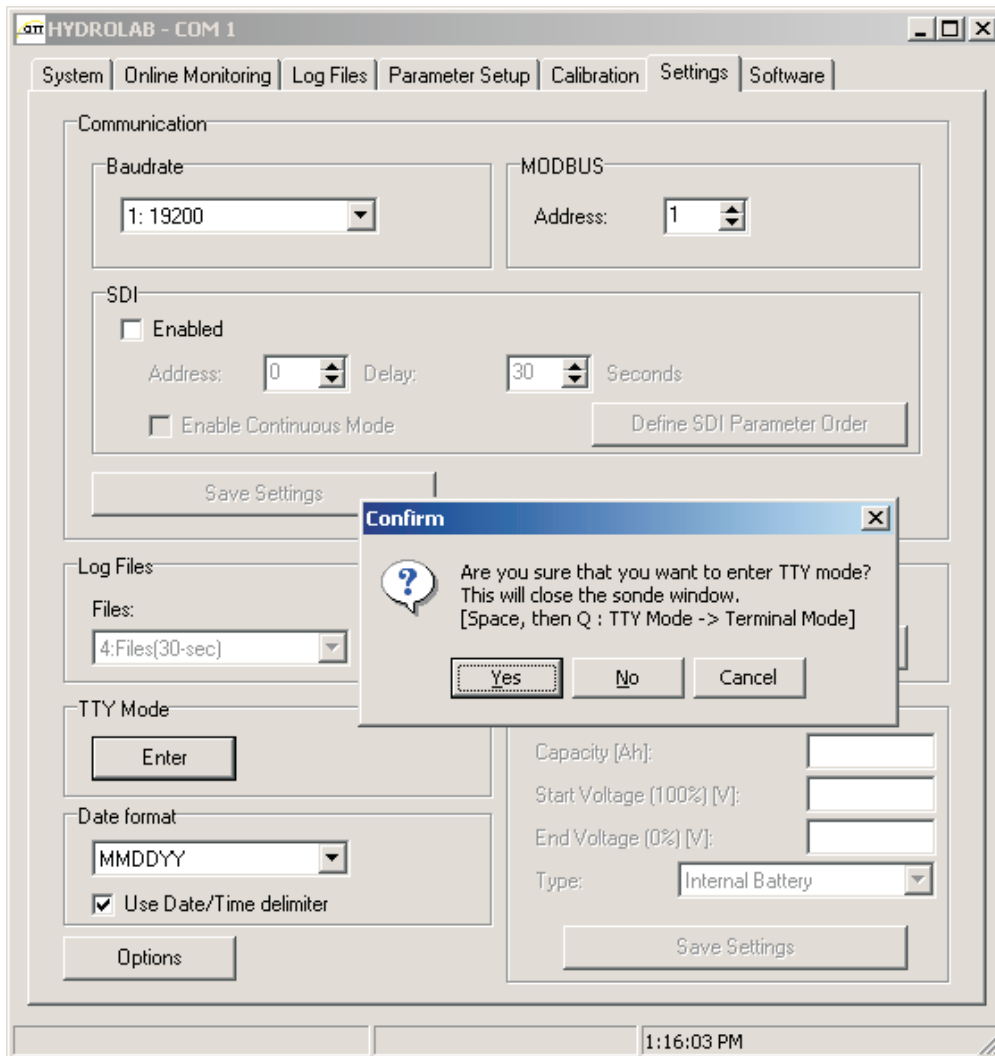 OTT HYDROLAB - COM 1
System Online Monitoring Log Files Parameter Setup Calibration Settings Software
Communication
Baudrate
1: 19200
MODBUS
Address: 1
SDI
Enabled
Address: 0 Delay: 30 Seconds
Enable Continuous Mode
Define SDI Parameter Order
Save Settings
Confirm
Are you sure that you want to enter TTY mode?
This will close the sonde window.
[Space, then Q : TTY Mode -> Terminal Mode]
Yes No Cancel
Log Files
Files:
4:Files(30-sec)
TTY Mode
Enter
Date format
MMDDYY
Use Date/Time delimiter
Options
Capacity [Ah]:
Start Voltage (100%) [V]:
End Voltage (0%) [V]:
Type: Internal Battery
Save Settings
1:16:03 PM